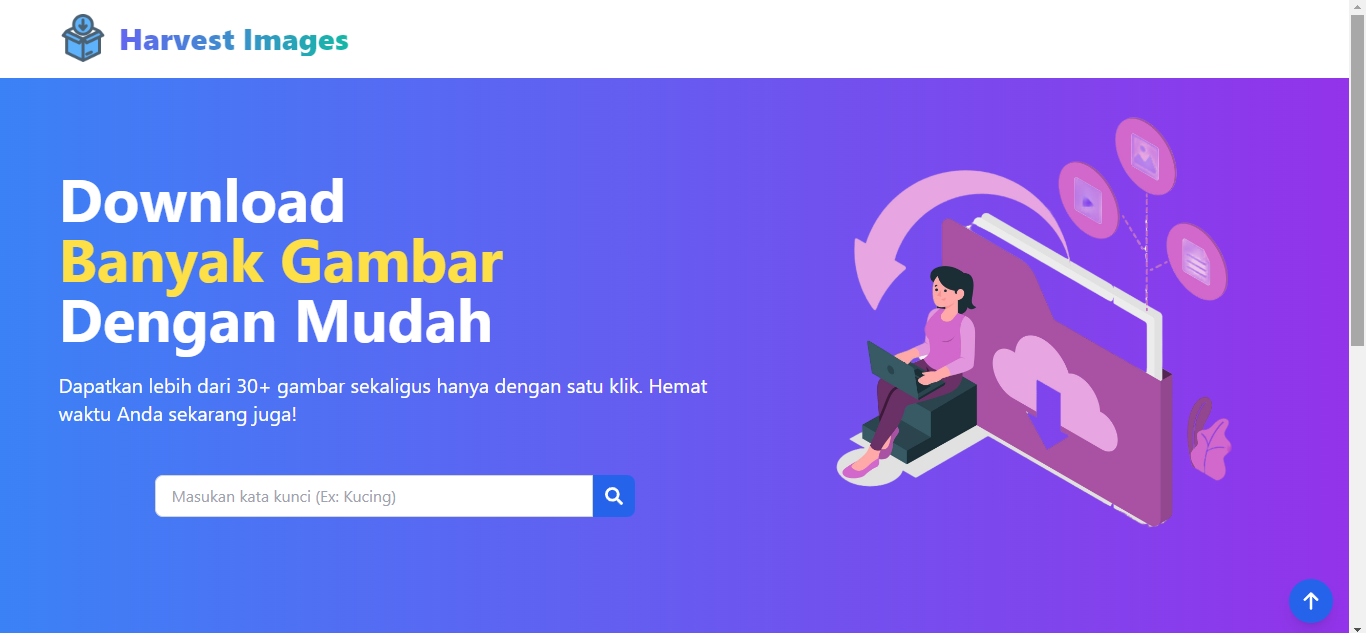 Harvest Images
Download
Banyak Gambar
Dengan Mudah
Dapatkan lebih dari 30+ gambar sekaligus hanya dengan satu klik. Hemat
waktu Anda sekarang juga!
Masukan kata kunci (Ex: Kucing)